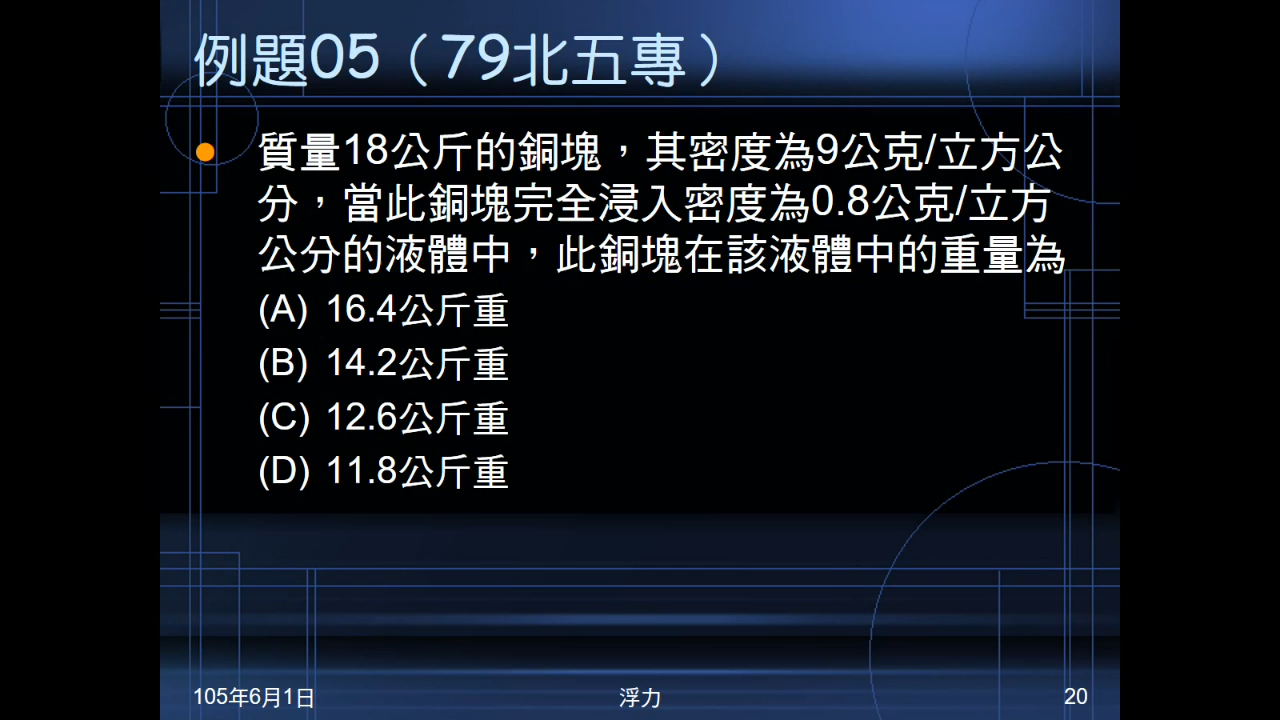 例題05（79北五專）
質量18公斤的銅塊，其密度為9公克/立方公
分，當此銅塊完全浸入密度為0.8公克/立方
公分的液體中，此銅塊在該液體中的重量為
(A) 16.4公斤重
(B) 14.2公斤重
(C) 12.6公斤重
(D) 11.8公斤重
105年6月1日
浮力
20